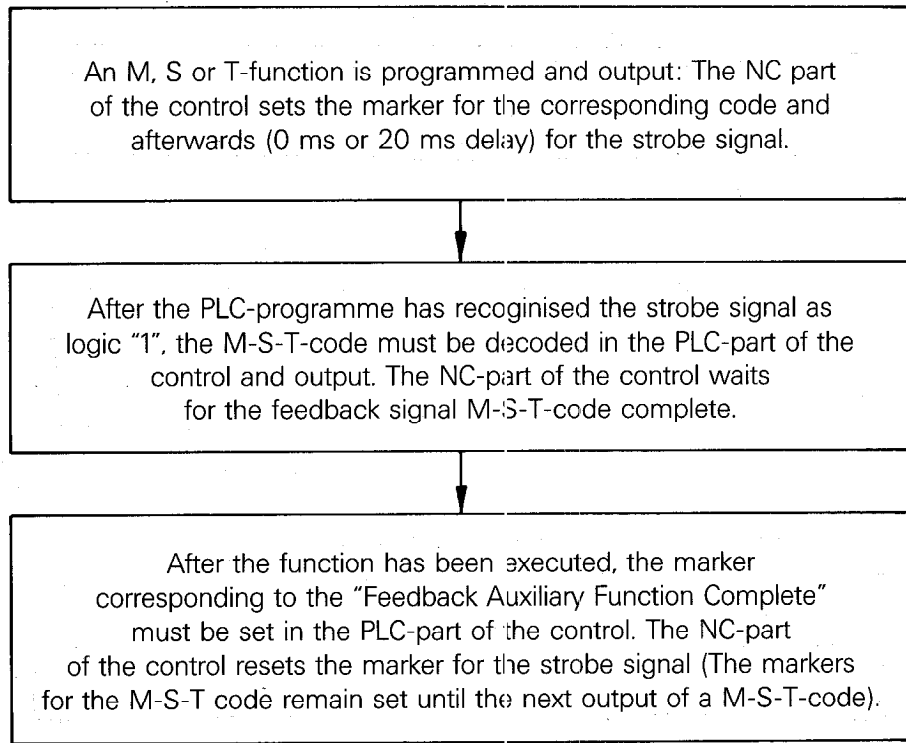 An M, S or T-function is programmed and output: The NC part
of the control sets the marker for the corresponding code and
afterwards (0 ms or 20 ms delay) for the strobe signal.
After the PLC-programme has recoginised the strobe signal as
logic "1", the M-S-T-code must be decoded in the PLC-part of the
control and output. The NC-part of the control waits
for the feedback signal M-S-T-code complete.
After the function has been executed, the marker
corresponding to the "Feedback Auxiliary Function Complete"
must be set in the PLC-part of the control. The NC-part
of the control resets the marker for the strobe signal (The markers
for the M-S-T code remain set until the next output of a M-S-T-code).